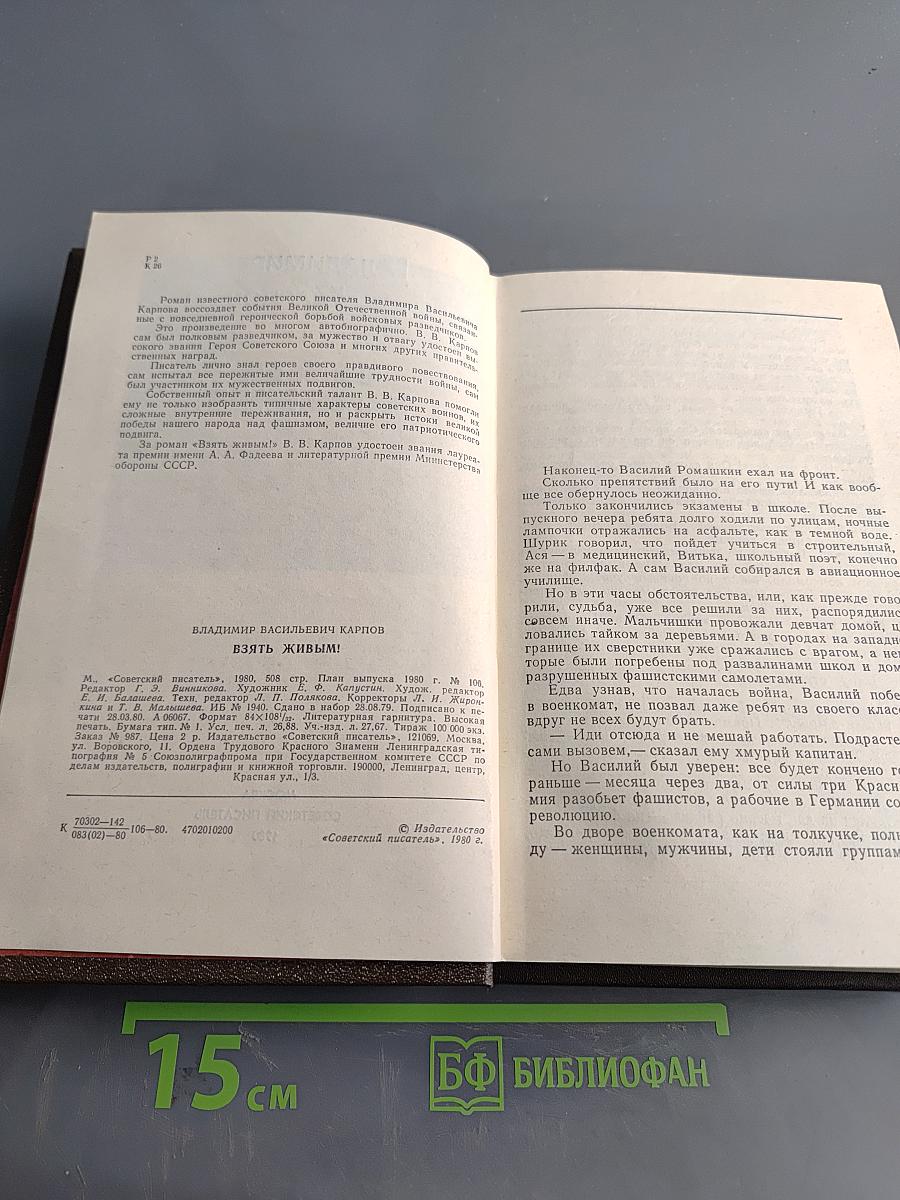 Р 2
К 26
Роман известного советского писателя Владимира Васильевича
Карпова воссоздает события Великой Отечественной войны, связан-
ные с повседневной героической борьбой войсковых разведчиков.
Это произведение во многом автобиографично. В. В. Карпов
сам был полковым разведчиком, за мужество и отвагу удостоен вы-
сокого звания Героя Советского Союза и многих других правитель-
ственных наград.
Писатель лично знал героев своего правдивого повествования,
сам испытал все пережитые ими величайшие трудности войны, сам
был участником их мужественных подвигов.
Собственный опыт и писательский талант В. В. Карпова помогли
ему не только изобразить типичные характеры советских воинов, их
сложные внутренние переживания, но и раскрыть истоки великой
победы нашего народа над фашизмом, величие его патриотического
подвига.
За роман «Взять живым!» В. В. Карпов удостоен звания лауреа-
та премии имени А. А. Фадеева и литературной премии Министерства
обороны СССР.
ВЛАДИМИР ВАСИЛЬЕВИЧ КАРПОВ
ВЗЯТЬ ЖИВЫМ!
М., «Советский писатель», 1980, 508 стр. План выпуска 1980 г. № 106.
Редактор Г. Э. Винникова. Художник Е. Ф. Капустин. Худож. редактор
Е. И. Балашева. Техн. редактор Л. П. Полякова. Корректоры Л. И. Жирон-
кина и Т. В. Малышева. ИБ № 1940. Сдано в набор 28.08.79. Подписано к пе-
чати 28.03.80. А 06067. Формат 84×108¹/₃₂. Литературная гарнитура. Высокая
печать. Бумага тип. № 1. Усл. печ. л. 26,88. Уч.-изд. л. 27,67. Тираж 100 000 экз.
Заказ № 987. Цена 2 р. Издательство «Советский писатель», 121069, Москва,
ул. Воровского, 11. Ордена Трудового Красного Знамени Ленинградская ти-
пография № 5 Союзполиграфпрома при Государственном комитете СССР по
делам издательств, полиграфии и книжной торговли. 190000, Ленинград, центр,
Красная ул., 1/3.
К 70302—142
083(02)—80 106—80. 4702010200
© Издательство
«Советский писатель», 1980 г.
Наконец-то Василий Ромашкин ехал на фронт.
Сколько препятствий было на его пути! И как вооб-
ще все обернулось неожиданно.
Только закончились экзамены в школе. После вы-
пускного вечера ребята долго ходили по улицам, ночные
лампочки отражались на асфальте, как в темной воде.
Шурик говорил, что пойдет учиться в строительный,
Ася — в медицинский, Витька, школьный поэт, конечно
же на филфак. А сам Василий собирался в авиационное
училище.
Но в эти часы обстоятельства, или, как прежде гово
рили, судьба, уже все решили за них, распорядилис
совсем иначе. Мальчишки провожали девчат домой, ц
ловались тайком за деревьями. А в городах на западн
границе их сверстники уже сражались с врагом, а нек
торые были погребены под развалинами школ и дом
разрушенных фашистскими самолетами.
Едва узнав, что началась война, Василий побе
в военкомат, не позвал даже ребят из своего клас
вдруг не всех будут брать.
— Иди отсюда и не мешай работать. Подрасте
сами вызовем,— сказал ему хмурый капитан.
Но Василий был уверен: все будет кончено го
раньше — месяца через два, от силы три Красн
мия разобьет фашистов, а рабочие в Германии со
революцию.
Во дворе военкомата, как на толкучке, полн
ду — женщины, мужчины, дети стояли группам
15 см
БФ БИБЛИОФАН